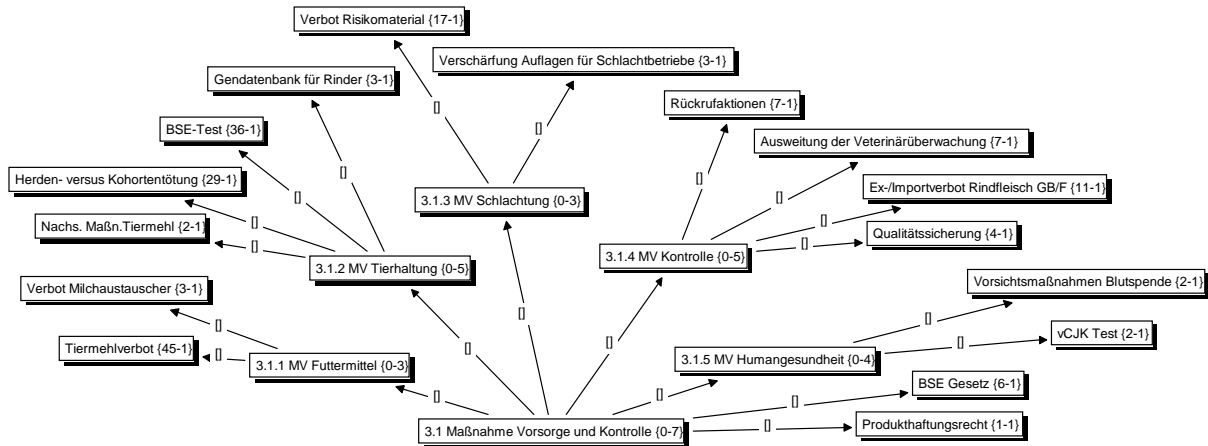 Verbot Risikomaterial {17-1}
Verschärfung Auflagen für Schlachtbetriebe {3-1}
Gendatenbank für Rinder {3-1}
[]
[]
Rückrufaktionen {7-1}
BSE-Test {36-1}
[]
Ausweitung der Veterinärüberwachung {7-1}
[]
[]
Herden- versus Kohortentötung {29-1}
[]
3.1.3 MV Schlachtung {0-3}
[]
Ex-/Importverbot Rindfleisch GB/F {11-1}
[]
Nachs. Maßn.Tiermehl {2-1}
[]
[]
Qualitätssicherung {4-1}
[]
3.1.4 MV Kontrolle {0-5}
3.1.2 MV Tierhaltung {0-5}
Vorsichtsmaßnahmen Blutspende {2-1}
Verbot Milchaustauscher {3-1}
[]
[]
[]
[]
vCJK Test {2-1}
[]
[]
Tiermehlverbot {45-1}
[]
[]
3.1.5 MV Humangesundheit {0-4}
3.1.1 MV Futtermittel {0-3}
BSE Gesetz {6-1}
[]
[]
[]
Produkthaftungsrecht {1-1}
3.1 Maßnahme Vorsorge und Kontrolle {0-7}
[]